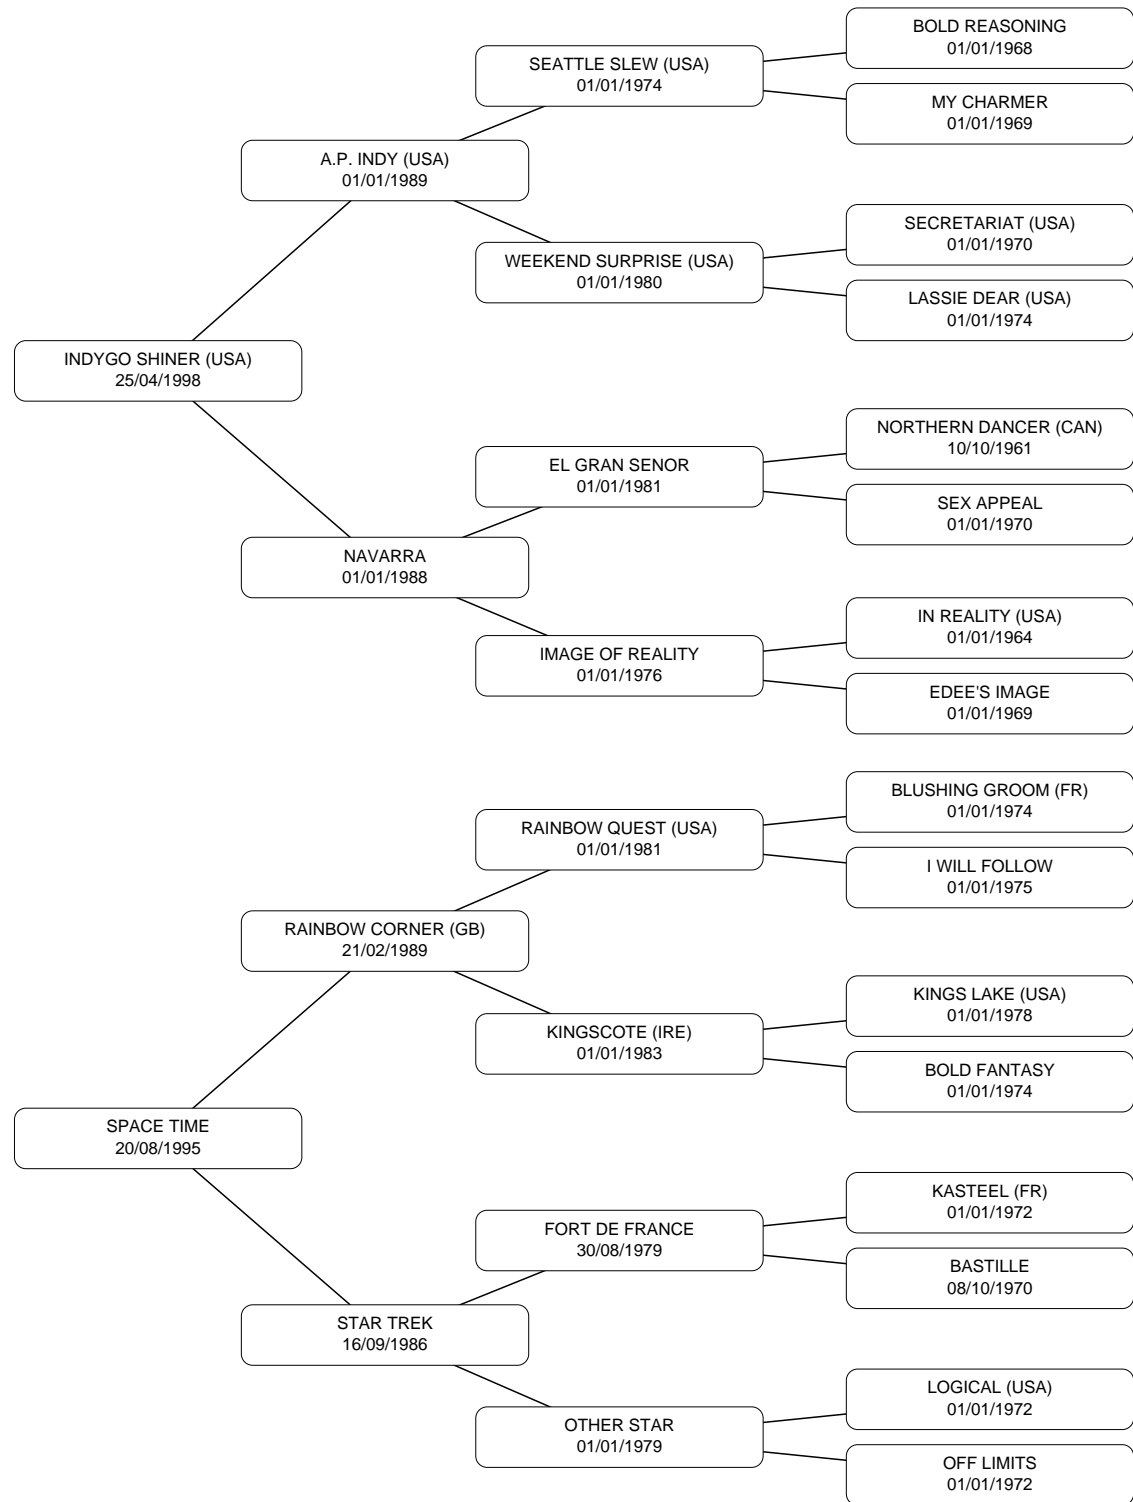 BOLD REASONING
01/01/1968
SEATTLE SLEW (USA)
01/01/1974
MY CHARMER
01/01/1969
A.P. INDY (USA)
01/01/1989
SECRETARIAT (USA)
01/01/1970
WEEKEND SURPRISE (USA)
01/01/1980
LASSIE DEAR (USA)
01/01/1974
INDYGO SHINER (USA)
25/04/1998
NORTHERN DANCER (CAN)
10/10/1961
EL GRAN SENOR
01/01/1981
SEX APPEAL
01/01/1970
NAVARRA
01/01/1988
IN REALITY (USA)
01/01/1964
IMAGE OF REALITY
01/01/1976
EDEE'S IMAGE
01/01/1969
BLUSHING GROOM (FR)
01/01/1974
RAINBOW QUEST (USA)
01/01/1981
I WILL FOLLOW
01/01/1975
RAINBOW CORNER (GB)
21/02/1989
KINGS LAKE (USA)
01/01/1978
KINGSCOTE (IRE)
01/01/1983
BOLD FANTASY
01/01/1974
SPACE TIME
20/08/1995
KASTEEL (FR)
01/01/1972
FORT DE FRANCE
30/08/1979
BASTILLE
08/10/1970
STAR TREK
16/09/1986
LOGICAL (USA)
01/01/1972
OTHER STAR
01/01/1979
OFF LIMITS
01/01/1972